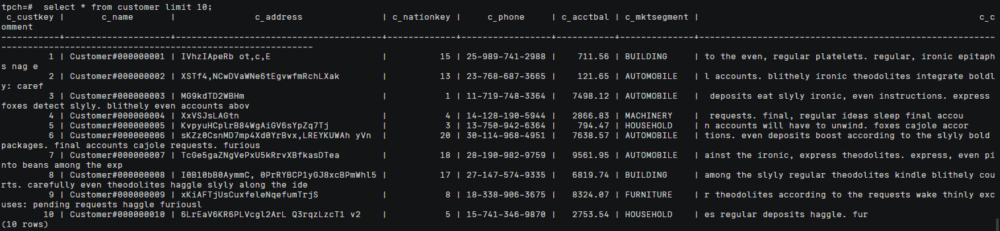 tpch=#  select * from customer limit 10;
 c_custkey |       c_name       |               c_address                | c_nationkey |     c_phone     | c_acctbal | c_mktsegment |                                                      c_c
omment
-----------+--------------------+----------------------------------------+-------------+-----------------+-----------+--------------+---------------------------------------------------------
------------------------------------------------------------
         1 | Customer#000000001 | IVhzIApeRb ot,c,E                      |          15 | 25-989-741-2988 |    711.56 | BUILDING     | to the even, regular platelets. regular, ironic epitaph
s nag e
         2 | Customer#000000002 | XSTf4,NCwDVaWNe6tEgvwfmRchLXak         |          13 | 23-768-687-3665 |    121.65 | AUTOMOBILE   | l accounts. blithely ironic theodolites integrate boldl
y: caref
         3 | Customer#000000003 | MG9kdTD2WBHm                           |           1 | 11-719-748-3364 |   7498.12 | AUTOMOBILE   |  deposits eat slyly ironic, even instructions. express 
foxes detect slyly. blithely even accounts abov
         4 | Customer#000000004 | XxVSJsLAGtn                            |           4 | 14-128-190-5944 |   2866.83 | MACHINERY    |  requests. final, regular ideas sleep final accou
         5 | Customer#000000005 | KvpyuHCplrB84WgAiGV6sYpZq7Tj           |           3 | 13-750-942-6364 |    794.47 | HOUSEHOLD    | n accounts will have to unwind. foxes cajole accor
         6 | Customer#000000006 | sKZz0CsnMD7mp4Xd0YrBvx,LREYKUWAh yVn   |          20 | 30-114-968-4951 |   7638.57 | AUTOMOBILE   | tions. even deposits boost according to the slyly bold 
packages. final accounts cajole requests. furious
         7 | Customer#000000007 | TcGe5gaZNgVePxU5kRrvXBfkasDTea         |          18 | 28-190-982-9759 |   9561.95 | AUTOMOBILE   | ainst the ironic, express theodolites. express, even pi
nto beans among the exp
         8 | Customer#000000008 | I0B10bB0AymmC, 0PrRYBCP1yGJ8xcBPmWhl5  |          17 | 27-147-574-9335 |   6819.74 | BUILDING     | among the slyly regular theodolites kindle blithely cou
rts. carefully even theodolites haggle slyly along the ide
         9 | Customer#000000009 | xKiAFTjUsCuxfeleNqefumTrjS             |           8 | 18-338-906-3675 |   8324.07 | FURNITURE    | r theodolites according to the requests wake thinly exc
uses: pending requests haggle furiousl
        10 | Customer#000000010 | 6LrEaV6KR6PLVcgl2ArL Q3rqzLzcT1 v2     |           5 | 15-741-346-9870 |   2753.54 | HOUSEHOLD    | es regular deposits haggle. fur
(10 rows)